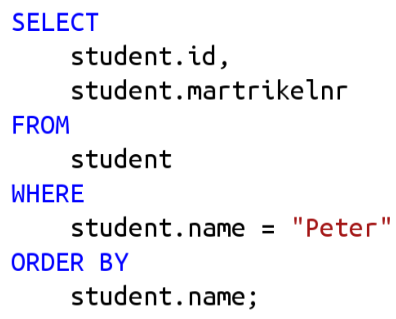 SELECT
    student.id,
    student.martrikelnr
FROM
    student
WHERE
    student.name = "Peter"
ORDER BY
    student.name;